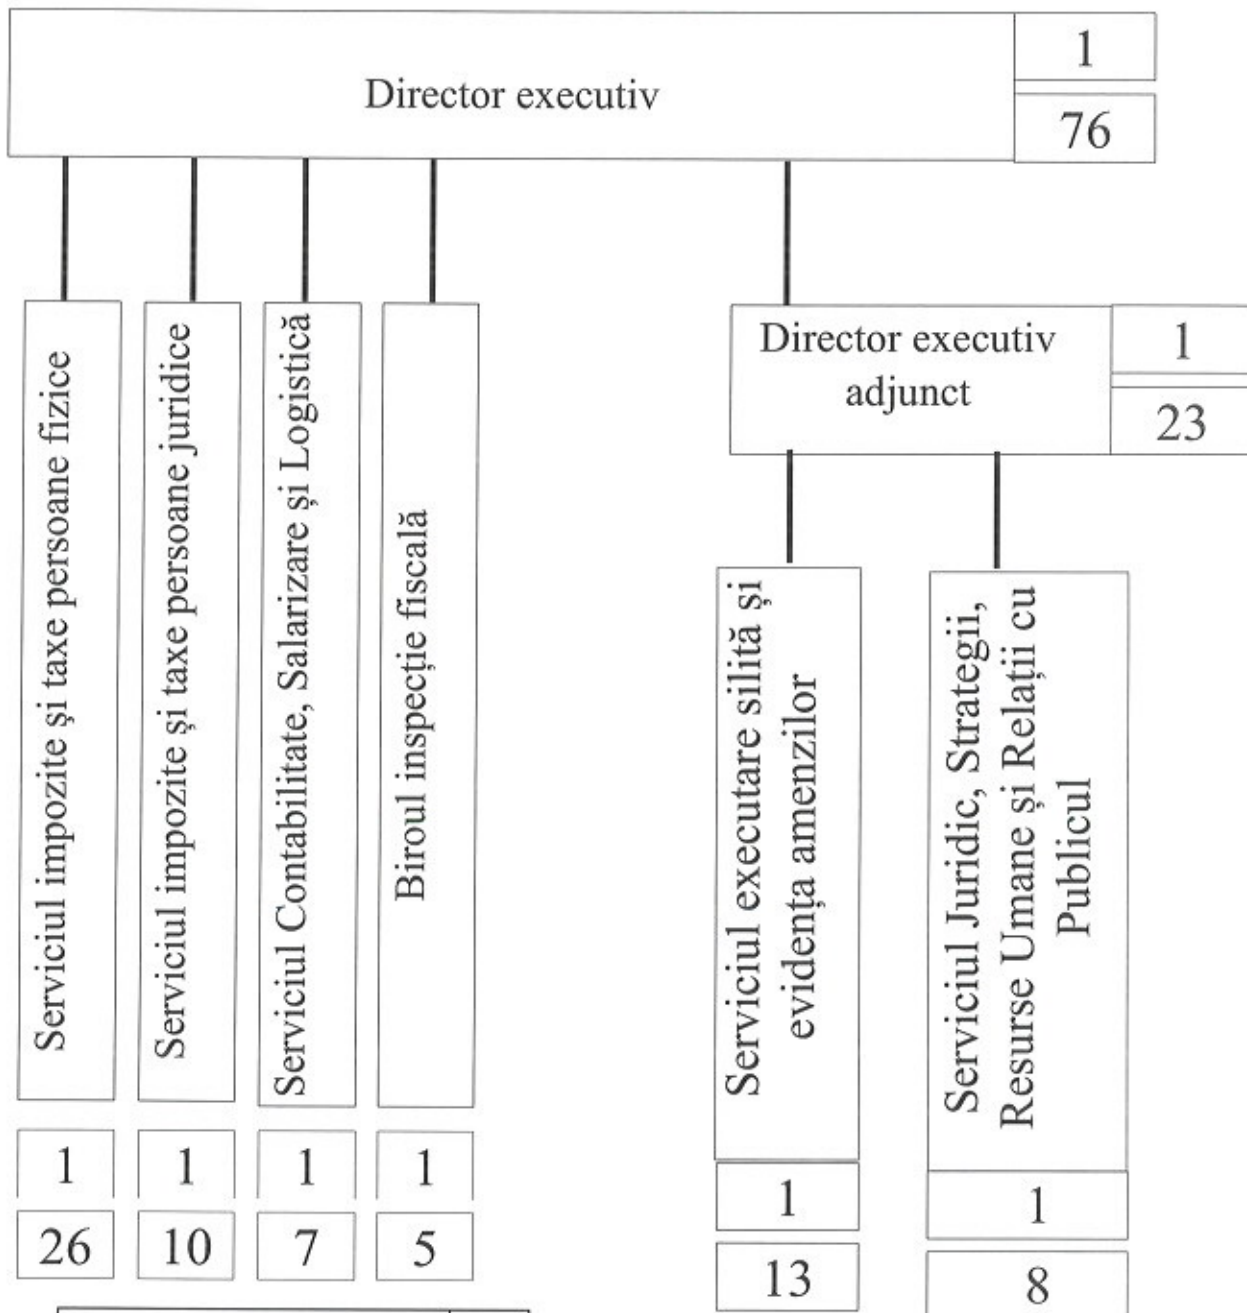 Director executiv
1
76
Serviciul impozite și taxe persoane fizice
1
26
Serviciul impozite și taxe persoane juridice
1
10
Serviciul Contabilitate, Salarizare și Logistică
1
7
Biroul inspecție fiscală
1
5
Director executiv
adjunct
1
23
Serviciul executare silită și
evidența amenzilor
1
13
Serviciul Juridic, Strategii,
Resurse Umane și Relații cu
Publicul
1
8